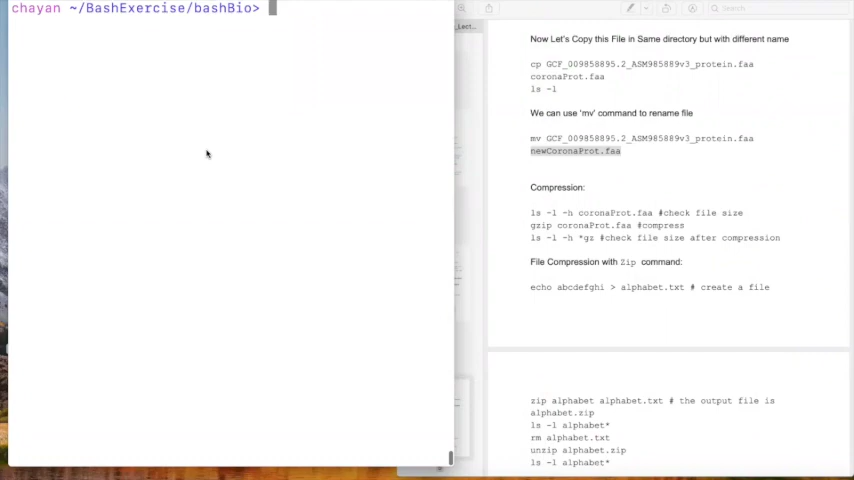 chayan ~/BashExercise/bashBio>
_Lect...
Search
Now Let's Copy this File in Same directory but with different name
cp GCF_009858895.2_ASM985889v3_protein.faa
coronaProt.faa
ls -l
We can use 'mv' command to rename file
mv GCF_009858895.2_ASM985889v3_protein.faa
newCoronaProt.faa
Compression:
ls -l -h coronaProt.faa #check file size
gzip coronaProt.faa #compress
ls -l -h *gz #check file size after compression
File Compression with Zip command:
echo abcdefghi > alphabet.txt # create a file
zip alphabet alphabet.txt # the output file is
alphabet.zip
ls -l alphabet*
rm alphabet.txt
unzip alphabet.zip
ls -l alphabet*